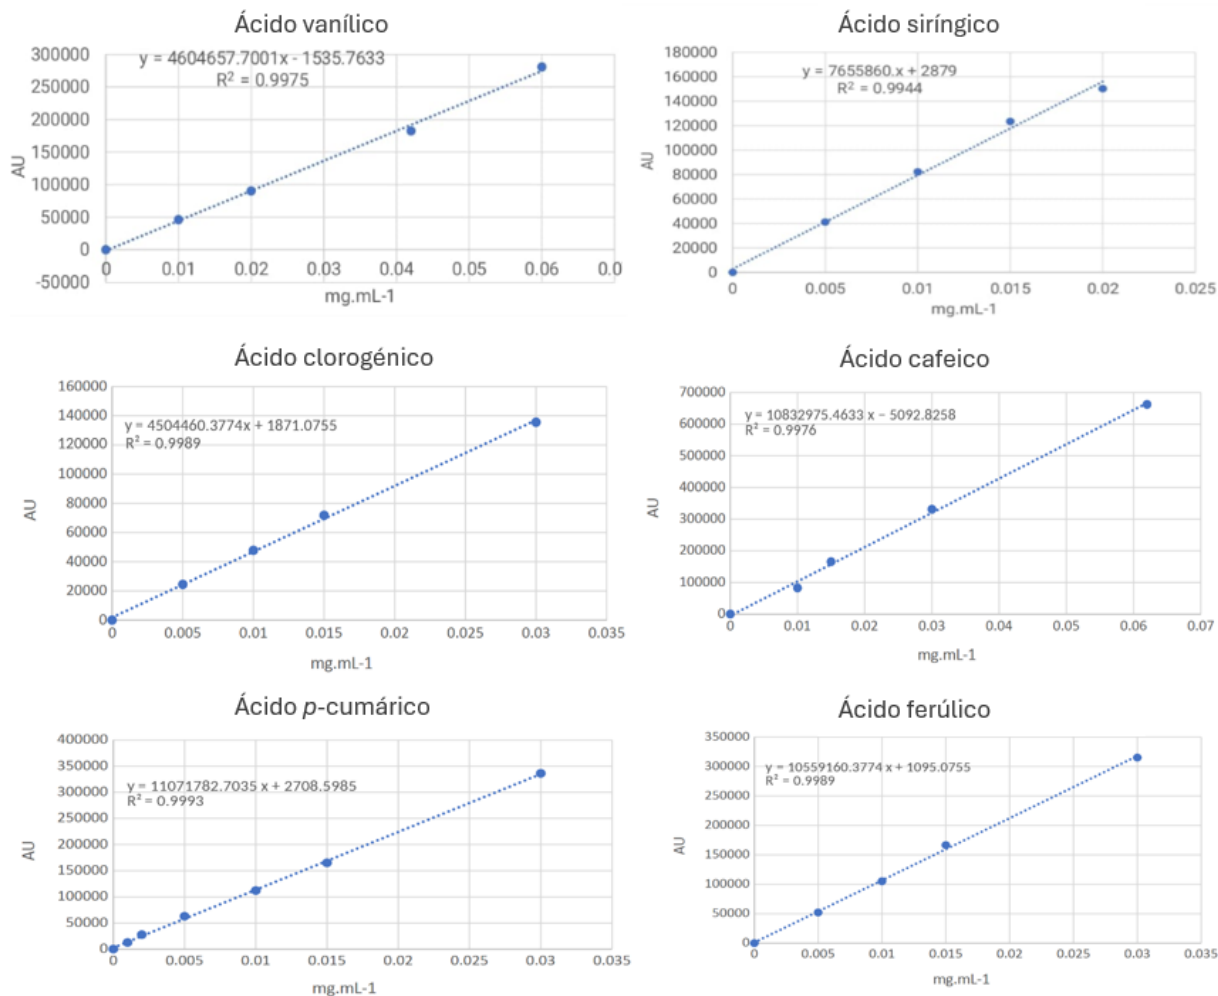 Ácido vanílico
y = 4604657.7001x - 1535.7633
R² = 0.9975
300000
250000
200000
150000
100000
50000
0
-50000
AU
0 0.01 0.02 0.03 0.04 0.05 0.06 0.0
mg.mL-1
Ácido siríngico
y = 7655860.x + 2879
R² = 0.9944
180000
160000
140000
120000
100000
80000
60000
40000
20000
0
AU
0 0.005 0.01 0.015 0.02 0.025
mg.mL-1
Ácido clorogénico
y = 4504460.3774x + 1871.0755
R² = 0.9989
160000
140000
120000
100000
80000
60000
40000
20000
0
AU
0 0.005 0.01 0.015 0.02 0.025 0.03 0.035
mg.mL-1
Ácido cafeico
y = 10832975.4633 x − 5092.8258
R² = 0.9976
700000
600000
500000
400000
300000
200000
100000
0
AU
0 0.01 0.02 0.03 0.04 0.05 0.06 0.07
mg.mL-1
Ácido p-cumárico
y = 11071782.7035 x + 2708.5985
R² = 0.9993
400000
350000
300000
250000
200000
150000
100000
50000
0
AU
0 0.005 0.01 0.015 0.02 0.025 0.03 0.035
mg.mL-1
Ácido ferúlico
y = 10559160.3774 x + 1095.0755
R² = 0.9989
350000
300000
250000
200000
150000
100000
50000
0
AU
0 0.005 0.01 0.015 0.02 0.025 0.03 0.035
mg.mL-1